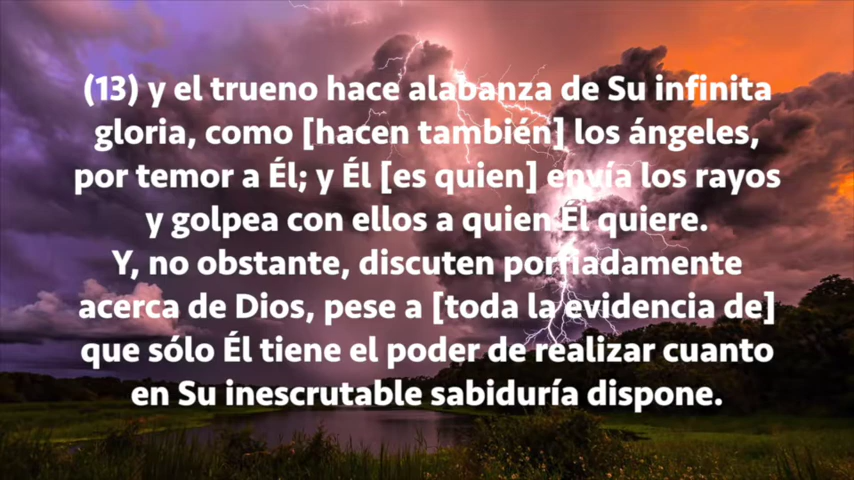 (13) y el trueno hace alabanza de Su infinita
gloria, como [hacen también] los ángeles,
por temor a Él; y Él [es quien] envía los rayos
y golpea con ellos a quien Él quiere.
Y, no obstante, discuten porfiadamente
acerca de Dios, pese a [toda la evidencia de]
que sólo Él tiene el poder de realizar cuanto
en Su inescrutable sabiduría dispone.